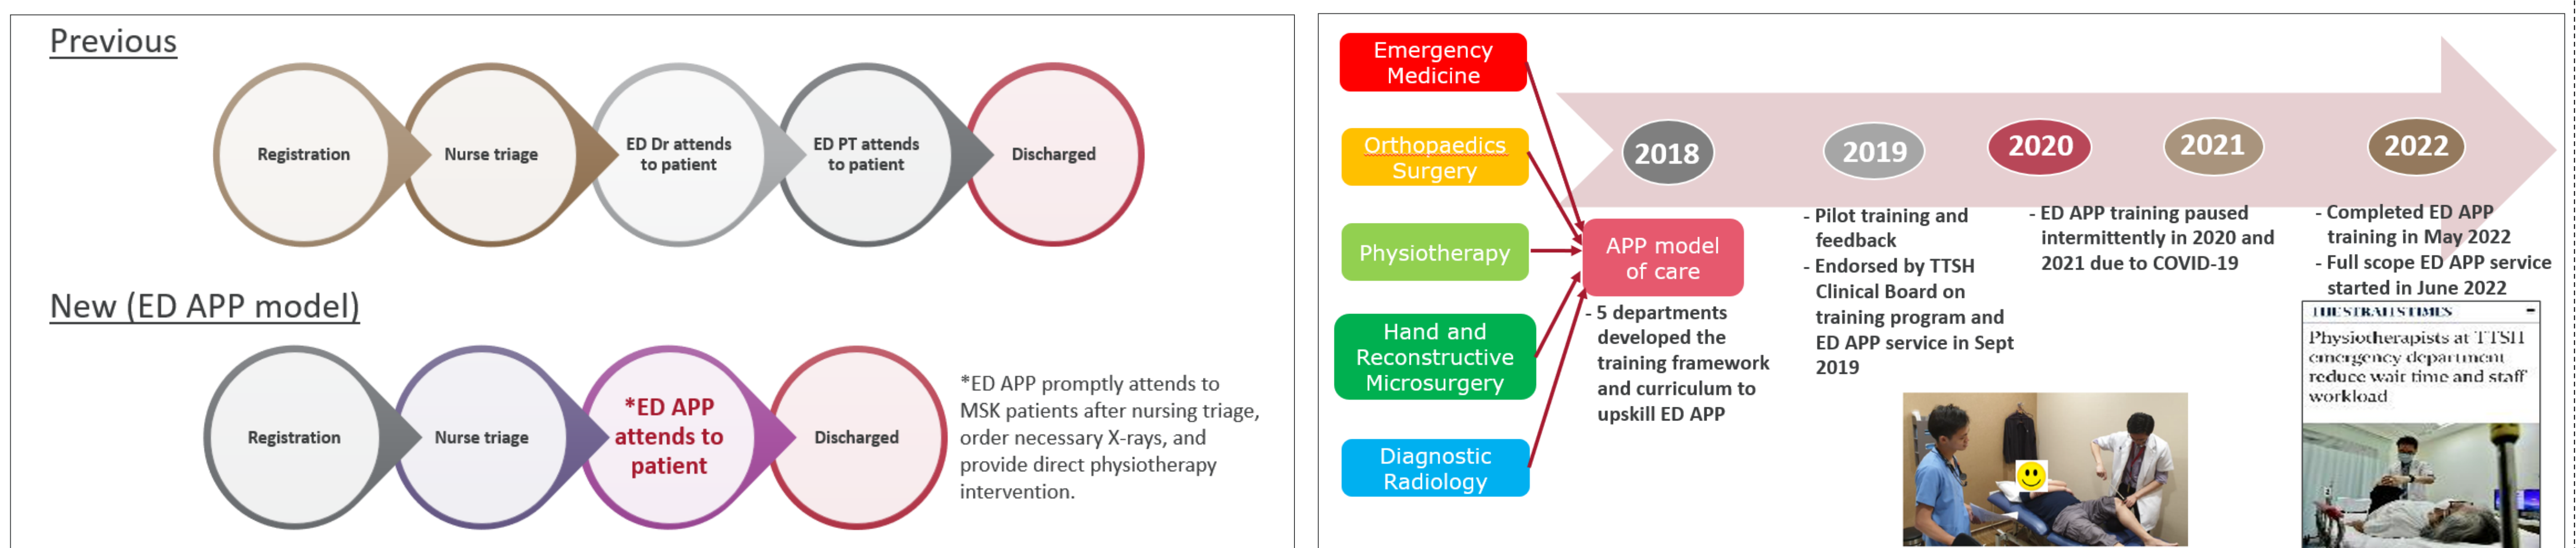 Previous
Registration
Nurse triage
ED Dr attends
to patient
ED PT attends
to patient
Discharged
New (ED APP model)
Registration
Nurse triage
*ED APP
attends to
patient
Discharged
*ED APP promptly attends to
MSK patients after nursing triage,
order necessary X-rays, and
provide direct physiotherapy
intervention.
Emergency
Medicine
Orthopaedics
Surgery
Physiotherapy
Hand and
Reconstructive
Microsurgery
Diagnostic
Radiology
APP model
of care
- 5 departments
developed the
training framework
and curriculum to
upskill ED APP
2018
2019
2020
2021
2022
- Pilot training and
feedback
- Endorsed by TTSH
Clinical Board on
training program and
ED APP service in Sept
2019
- ED APP training paused
intermittently in 2020 and
2021 due to COVID-19
- Completed ED APP
training in May 2022
- Full scope ED APP service
started in June 2022
THE STRAITS TIMES
Physiotherapists at TTSH
emergency department
reduce wait time and staff
workload